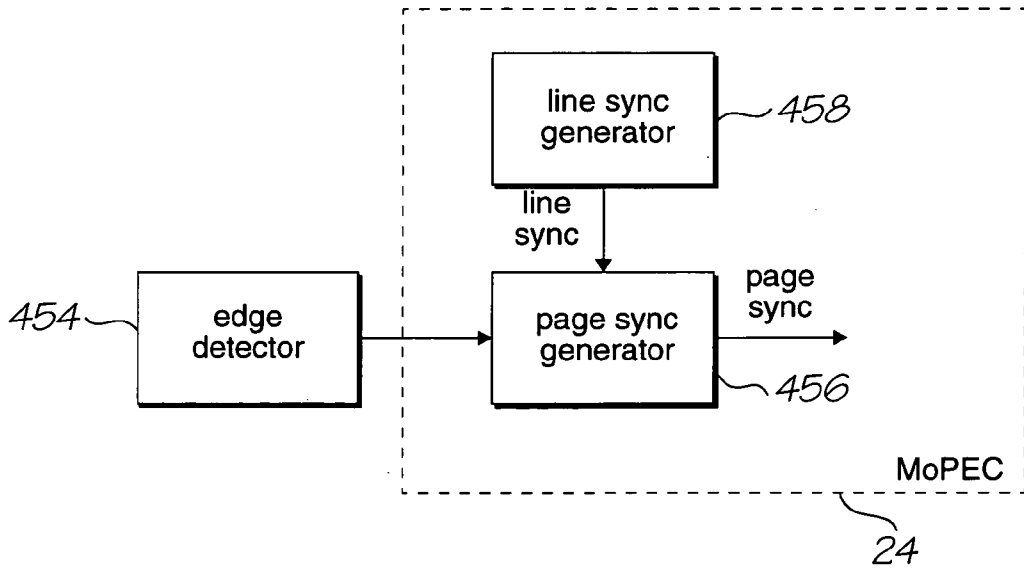 line sync
generator
458
line
sync
454
edge
detector
page sync
generator
page
sync
456
MoPEC
24